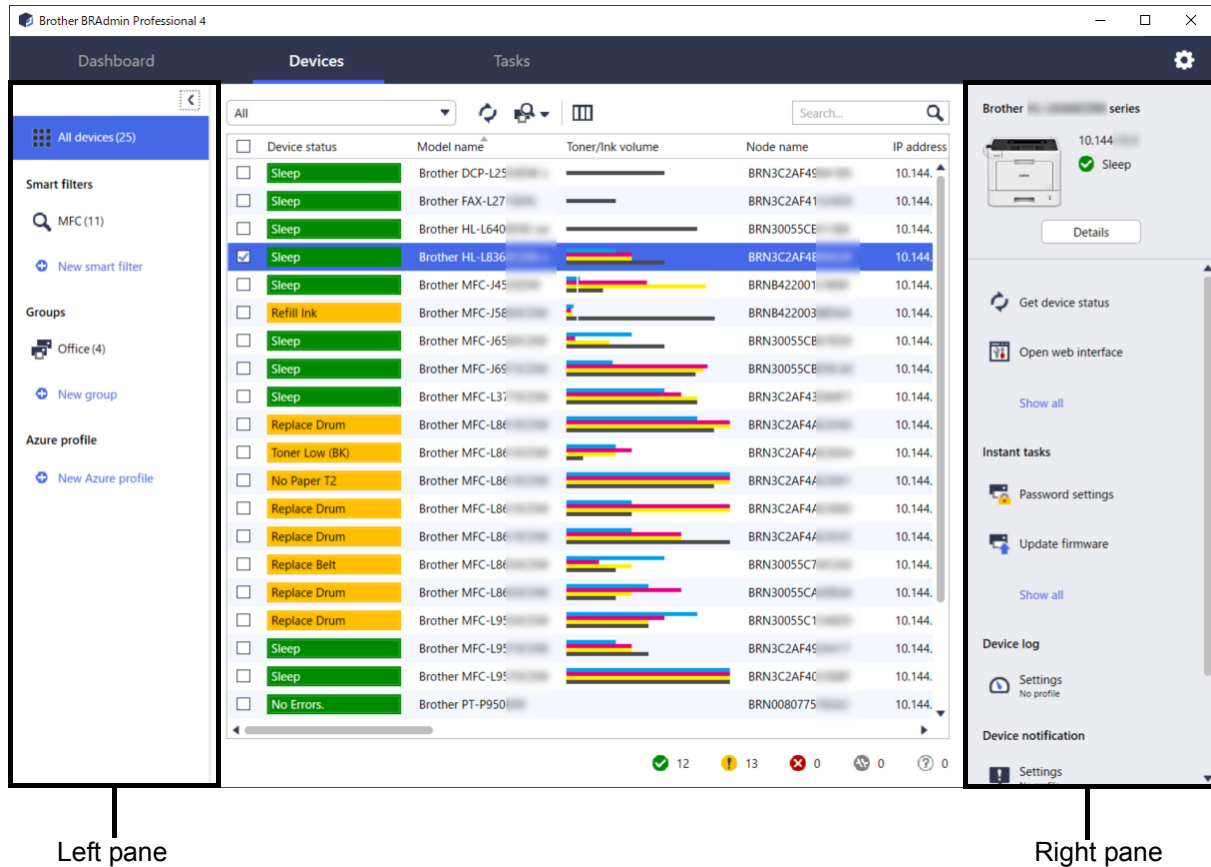 Brother BRAdmin Professional 4
Dashboard Devices Tasks
All devices (25)
Smart filters
MFC (11)
New smart filter
Groups
Office (4)
New group
Azure profile
New Azure profile
All Search...
Device status Model name Toner/Ink volume Node name IP address
Sleep Brother DCP-L25 BRN3C2AF49 10.144.
Sleep Brother FAX-L27 BRN3C2AF41 10.144.
Sleep Brother HL-L640 BRN30055CE 10.144.
Sleep Brother HL-L836 BRN3C2AF4E 10.144.
Sleep Brother MFC-J45 BRNB422001 10.144.
Refill Ink Brother MFC-J58 BRNB422003 10.144.
Sleep Brother MFC-J65 BRN30055CB 10.144.
Sleep Brother MFC-J69 BRN30055CB 10.144.
Sleep Brother MFC-L37 BRN3C2AF43 10.144.
Replace Drum Brother MFC-L86 BRN3C2AF4A 10.144.
Toner Low (BK) Brother MFC-L86 BRN3C2AF4A 10.144.
No Paper T2 Brother MFC-L86 BRN3C2AF4A 10.144.
Replace Drum Brother MFC-L86 BRN3C2AF4A 10.144.
Replace Drum Brother MFC-L86 BRN3C2AF4A 10.144.
Replace Belt Brother MFC-L86 BRN30055C7 10.144.
Replace Drum Brother MFC-L86 BRN30055CA 10.144.
Replace Drum Brother MFC-L95 BRN30055C1 10.144.
Sleep Brother MFC-L95 BRN3C2AF49 10.144.
Sleep Brother MFC-L95 BRN3C2AF40 10.144.
No Errors. Brother PT-P950 BRN0080775 10.144.
12 13 0 0 0
Brother series
10.144
Sleep
Details
Get device status
Open web interface
Show all
Instant tasks
Password settings
Update firmware
Show all
Device log
Settings
No profile
Device notification
Settings
Left pane
Right pane